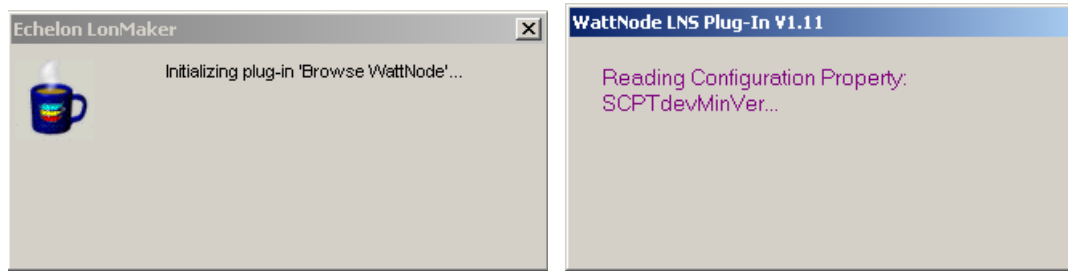 Echelon LonMaker
Initializing plug-in 'Browse WattNode'...
WattNode LNS Plug-In V1.11
Reading Configuration Property:
SCPTdevMinVer...